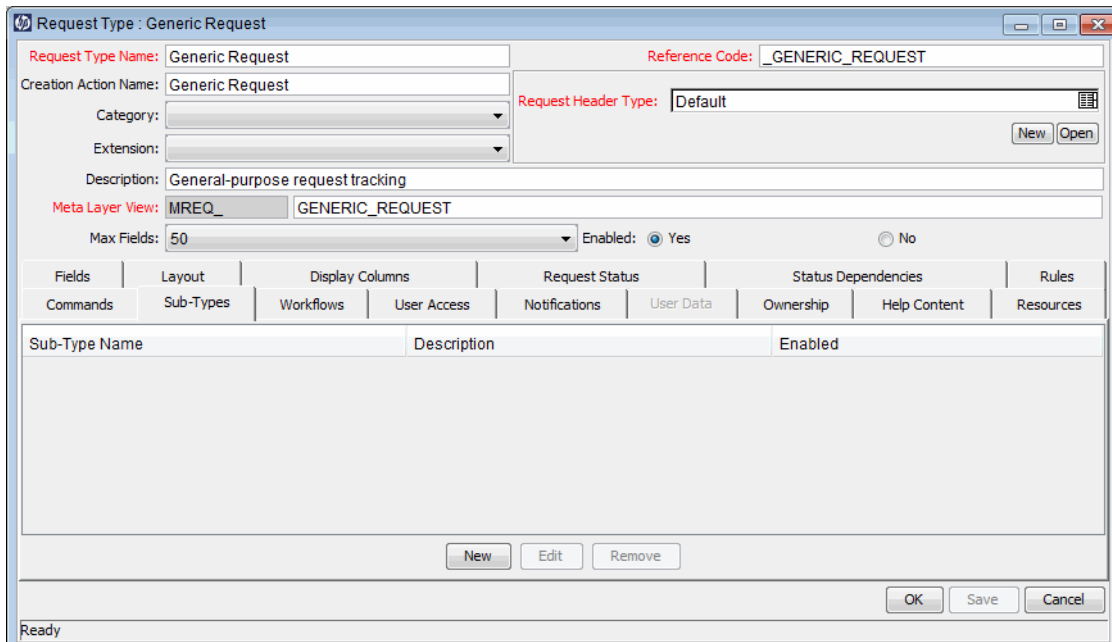 Request Type : Generic Request
Request Type Name: Generic Request Reference Code: _GENERIC_REQUEST
Creation Action Name: Generic Request
Request Header Type: Default
Category:
New Open
Extension:
Description: General-purpose request tracking
Meta Layer View: MREQ_ GENERIC_REQUEST
Max Fields: 50 Enabled: Yes No
Fields Layout Display Columns Request Status Status Dependencies Rules
Commands Sub-Types Workflows User Access Notifications User Data Ownership Help Content Resources
Sub-Type Name Description Enabled
New Edit Remove
OK Save Cancel
Ready